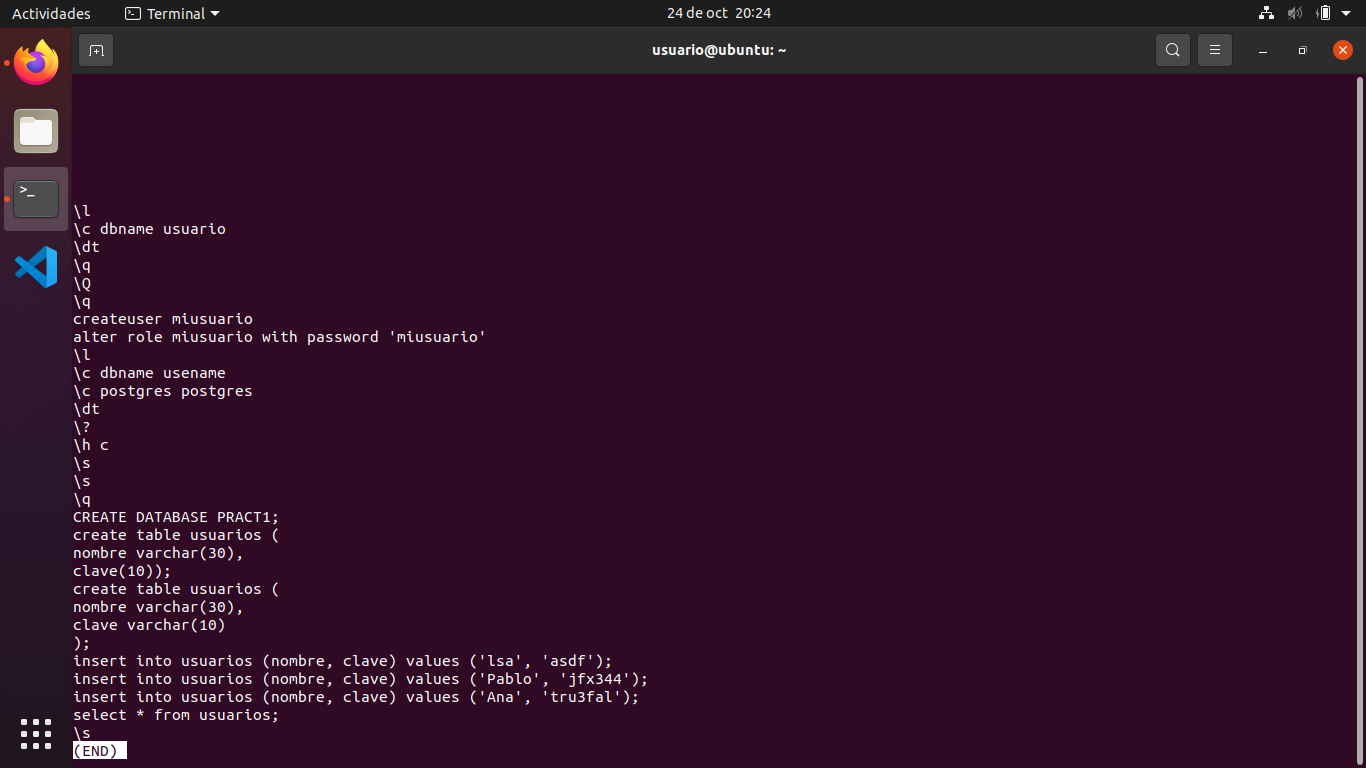 Actividades
Terminal
24 de oct 20:24
usuario@ubuntu: ~
>_
\l
\c dbname usuario
\dt
\q
\Q
\q
createuser miusuario
alter role miusuario with password 'miusuario'
\l
\c dbname usename
\c postgres postgres
\dt
\?
\h c
\s
\s
\q
CREATE DATABASE PRACT1;
create table usuarios (
nombre varchar(30),
clave(10));
create table usuarios (
nombre varchar(30),
clave varchar(10)
);
insert into usuarios (nombre, clave) values ('lsa', 'asdf');
insert into usuarios (nombre, clave) values ('Pablo', 'jfx344');
insert into usuarios (nombre, clave) values ('Ana', 'tru3fal');
select * from usuarios;
\s
(END)